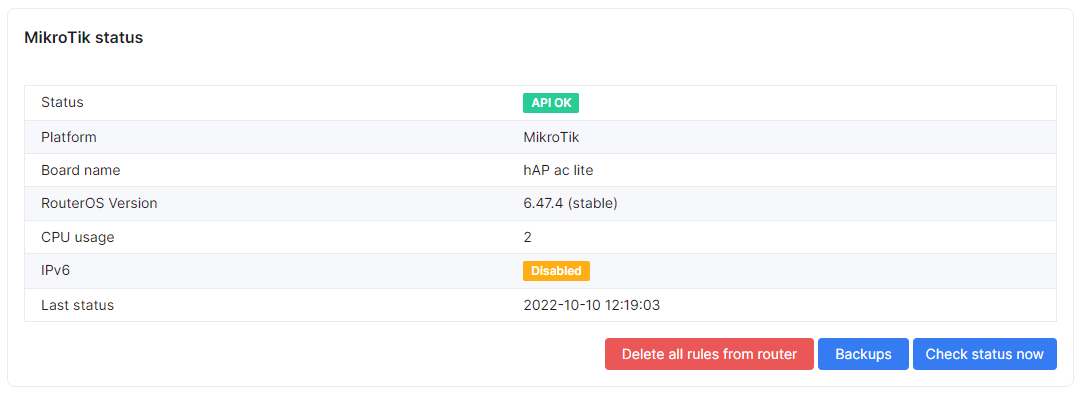 MikroTik status
Status API OK
Platform MikroTik
Board name hAP ac lite
RouterOS Version 6.47.4 (stable)
CPU usage 2
IPv6 Disabled
Last status 2022-10-10 12:19:03
Delete all rules from router Backups Check status now